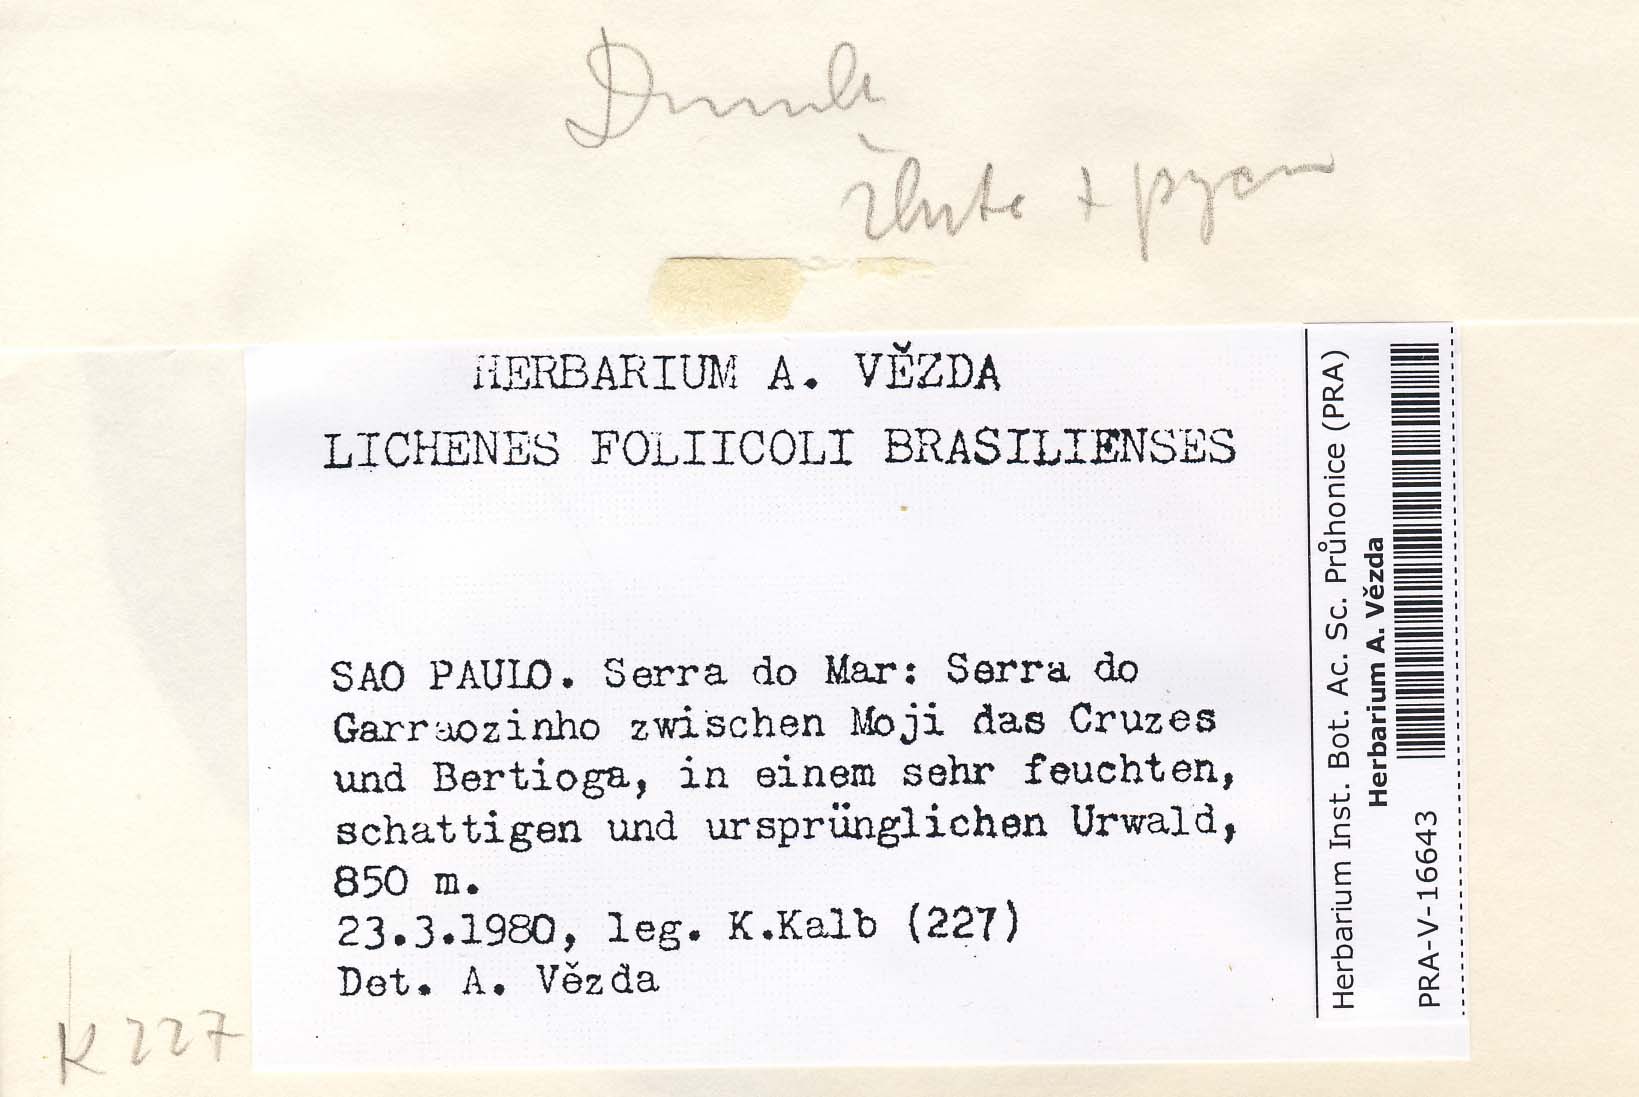 + pycn
HERBARIUM A. VĚZDA
LICHENES FOLIICOLI BRASILIENSES
SAO PAULO. Serra do Mar: Serra do
Garraozinho zwischen Moji das Cruzes
und Bertioga, in einem sehr feuchten,
schattigen und ursprünglichen Urwald,
850 m.
23.3.1980, leg. K.Kalb (227)
Det. A. Vězda
K 227
Herbarium Inst. Bot. Ac. Sc. Průhonice (PRA)
Herbarium A. Vězda
PRA-V-16643